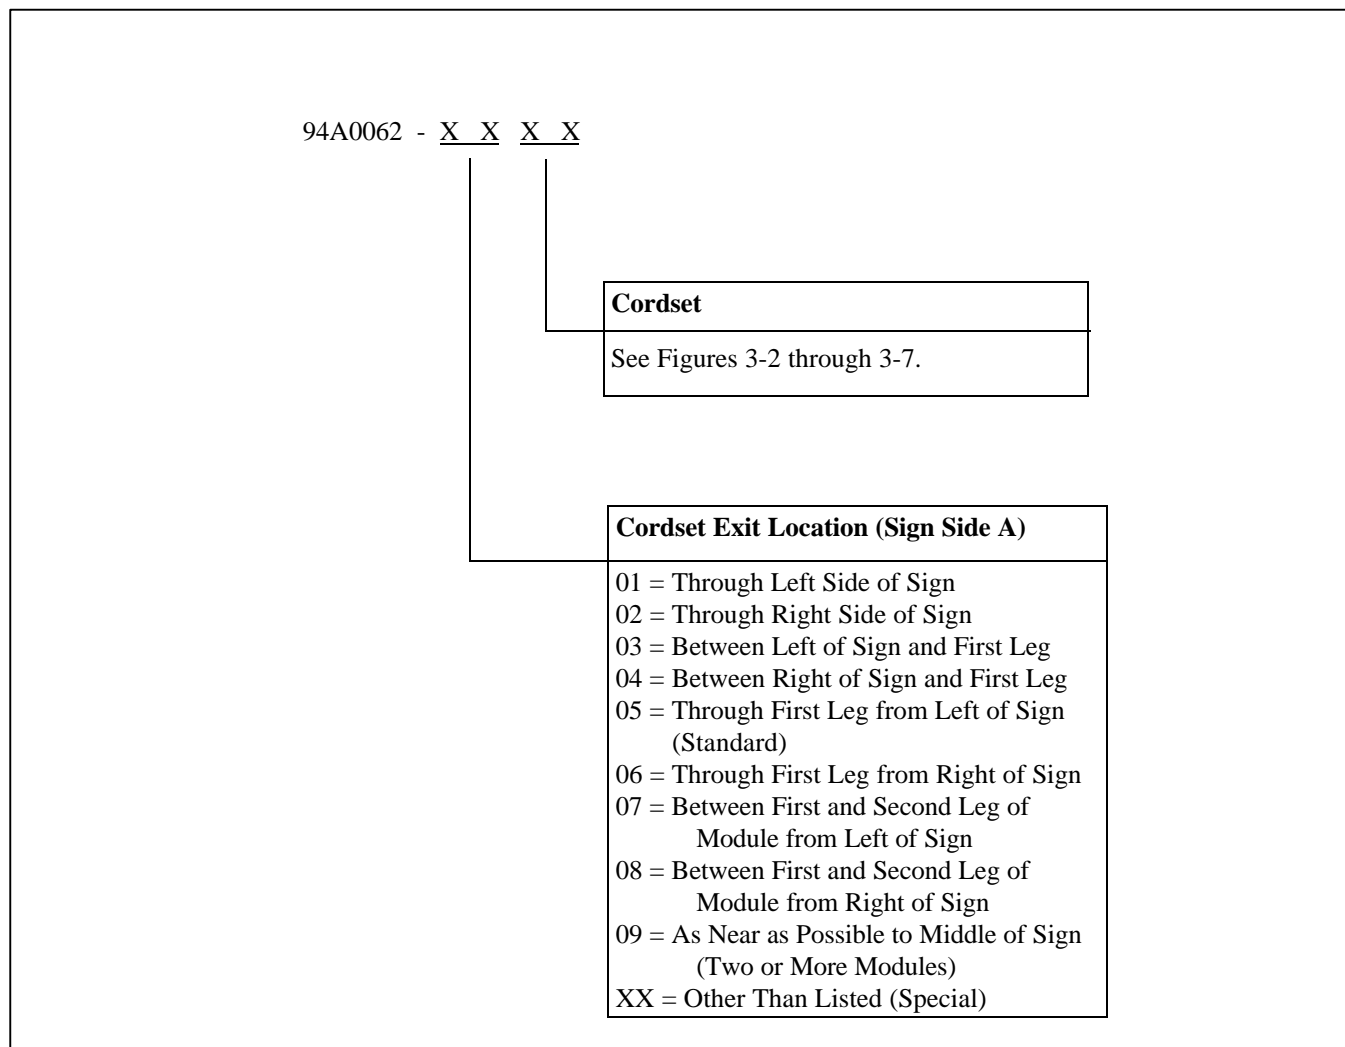 94A0062 - X X X X
Cordset
See Figures 3-2 through 3-7.
Cordset Exit Location (Sign Side A)
01 = Through Left Side of Sign
02 = Through Right Side of Sign
03 = Between Left of Sign and First Leg
04 = Between Right of Sign and First Leg
05 = Through First Leg from Left of Sign
(Standard)
06 = Through First Leg from Right of Sign
07 = Between First and Second Leg of
Module from Left of Sign
08 = Between First and Second Leg of
Module from Right of Sign
09 = As Near as Possible to Middle of Sign
(Two or More Modules)
XX = Other Than Listed (Special)